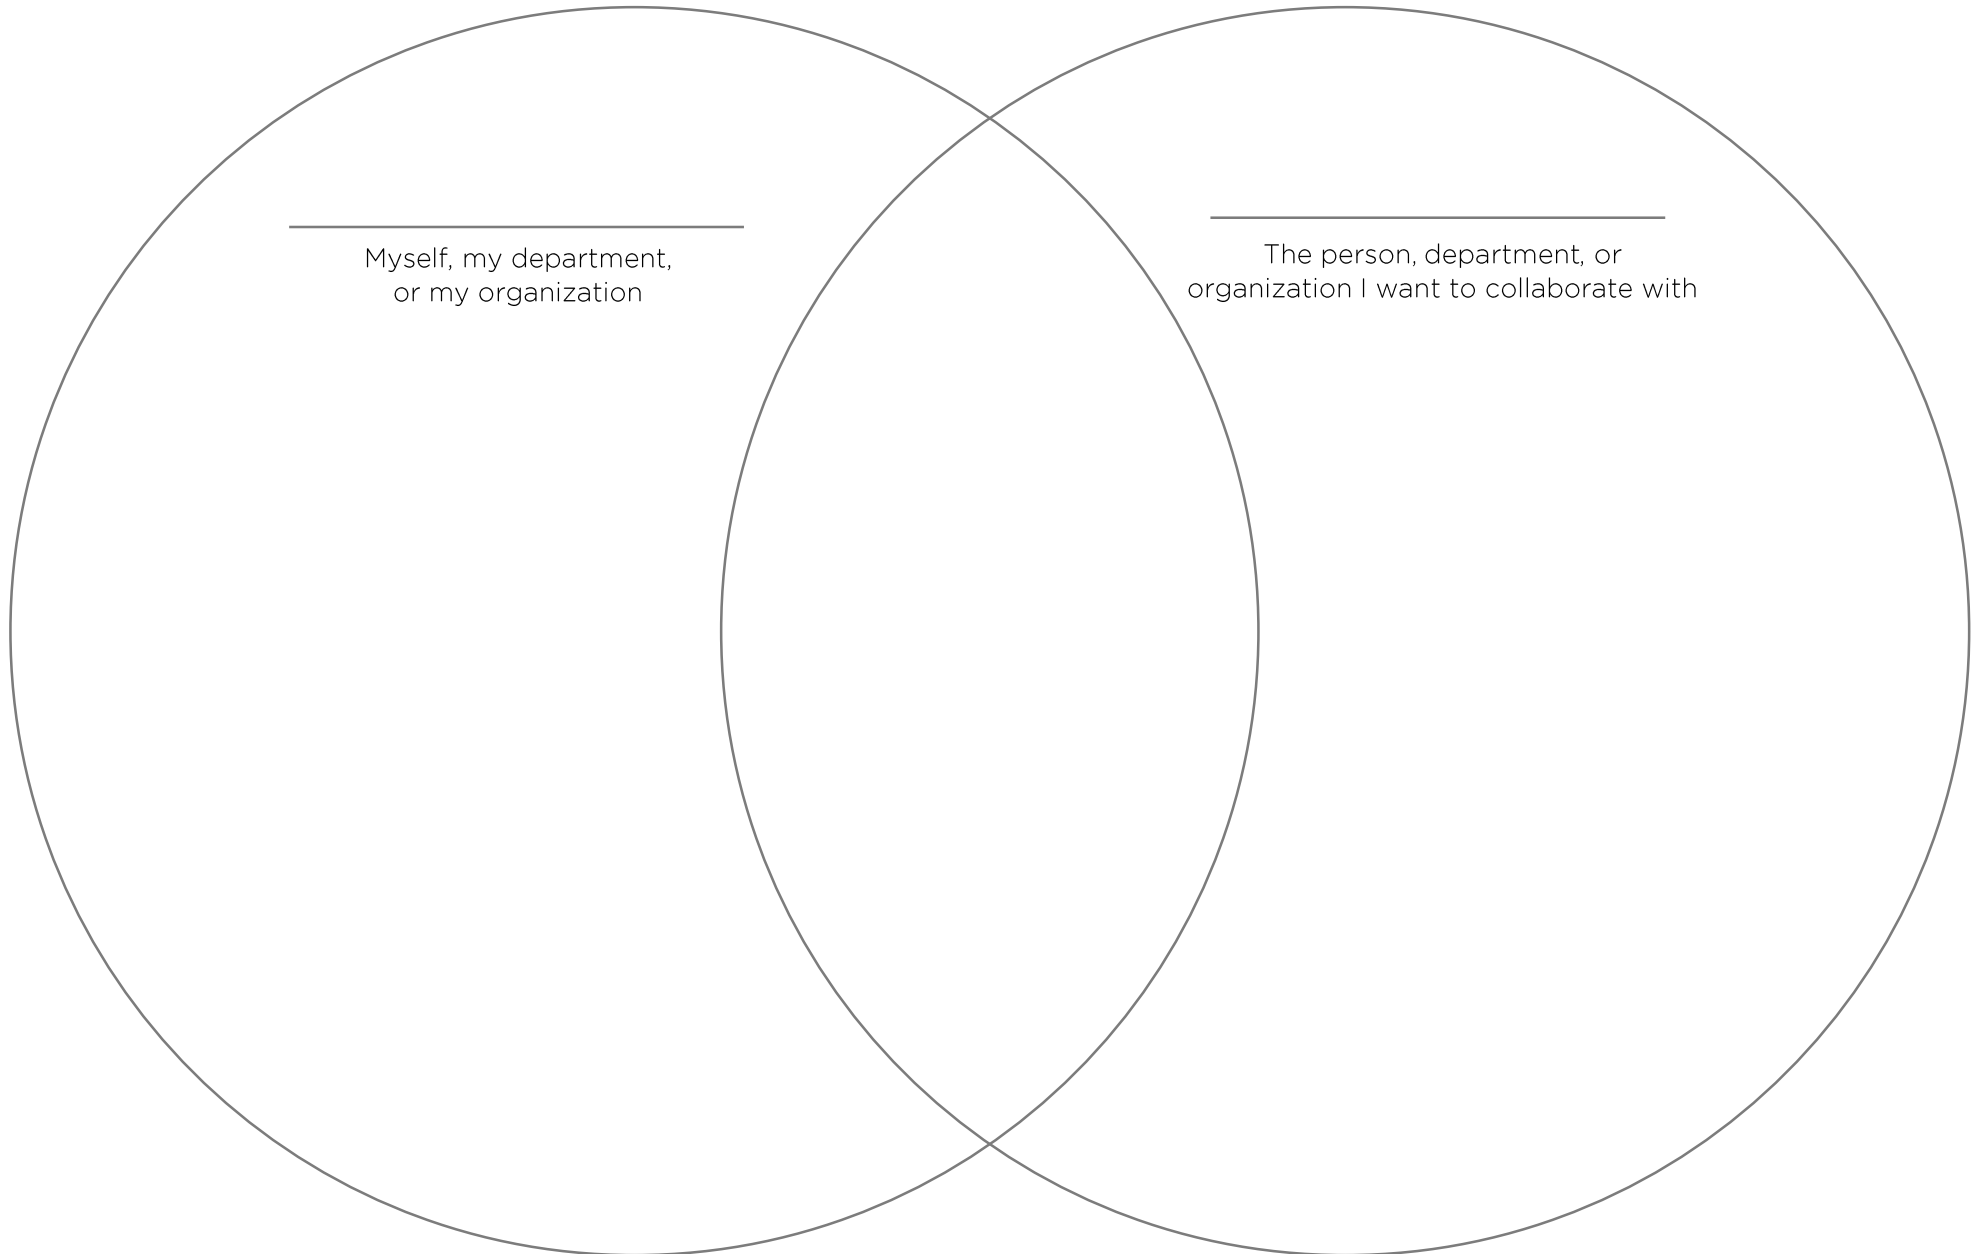 Myself, my department,
or my organization
The person, department, or
organization I want to collaborate with